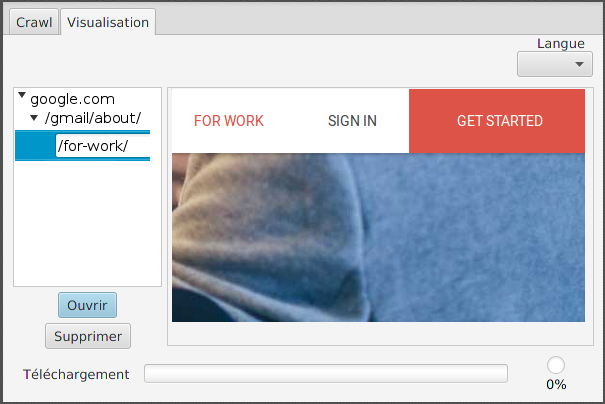 Crawl Visualisation
Langue
google.com
/gmail/about/
/for-work/
FOR WORK SIGN IN GET STARTED
Ouvrir
Supprimer
Téléchargement
0%